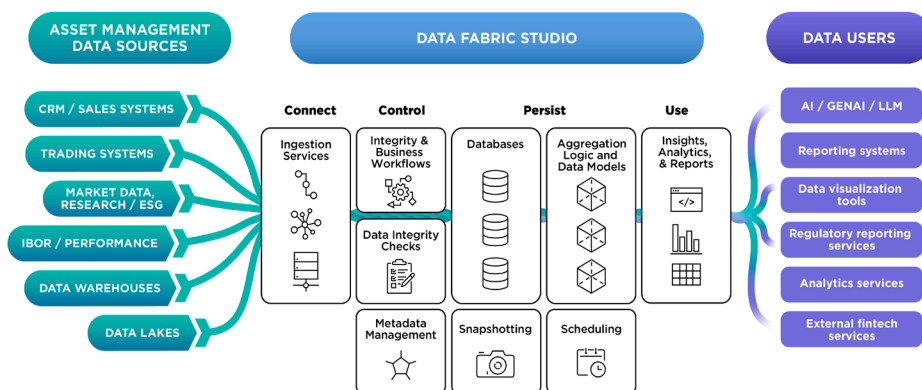 ASSET MANAGEMENT
DATA SOURCES
DATA FABRIC STUDIO
DATA USERS
CRM / SALES SYSTEMS
TRADING SYSTEMS
MARKET DATA,
RESEARCH / ESG
IBOR / PERFORMANCE
DATA WAREHOUSES
DATA LAKES
Connect
Control
Persist
Use
Ingestion
Services
Integrity &
Business
Workflows
Data Integrity
Checks
Metadata
Management
Databases
Snapshotting
Aggregation
Logic and
Data Models
Scheduling
Insights,
Analytics,
& Reports
</>
AI / GENAI / LLM
Reporting systems
Data visualization
tools
Regulatory reporting
services
Analytics services
External fintech
services